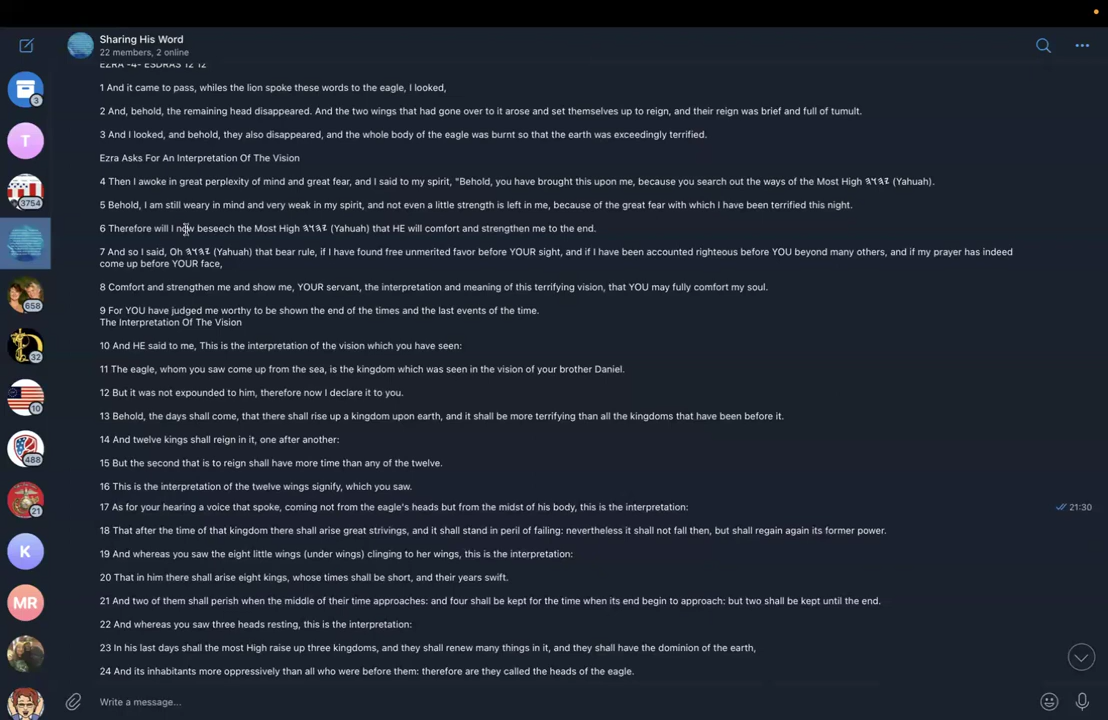 Sharing His Word
22 members, 2 online
EZRA -4- ESDRAS 12 12
1 And it came to pass, whiles the lion spoke these words to the eagle, I looked,
2 And, behold, the remaining head disappeared. And the two wings that had gone over to it arose and set themselves up to reign, and their reign was brief and full of tumult.
3 And I looked, and behold, they also disappeared, and the whole body of the eagle was burnt so that the earth was exceedingly terrified.
Ezra Asks For An Interpretation Of The Vision
4 Then I awoke in great perplexity of mind and great fear, and I said to my spirit, "Behold, you have brought this upon me, because you search out the ways of the Most High 𐤉𐤄𐤅𐤄 (Yahuah).
5 Behold, I am still weary in mind and very weak in my spirit, and not even a little strength is left in me, because of the great fear with which I have been terrified this night.
6 Therefore will I now beseech the Most High 𐤉𐤄𐤅𐤄 (Yahuah) that HE will comfort and strengthen me to the end.
7 And so I said, Oh 𐤉𐤄𐤅𐤄 (Yahuah) that bear rule, if I have found free unmerited favor before YOUR sight, and if I have been accounted righteous before YOU beyond many others, and if my prayer has indeed
come up before YOUR face,
8 Comfort and strengthen me and show me, YOUR servant, the interpretation and meaning of this terrifying vision, that YOU may fully comfort my soul.
9 For YOU have judged me worthy to be shown the end of the times and the last events of the time.
The Interpretation Of The Vision
10 And HE said to me, This is the interpretation of the vision which you have seen:
11 The eagle, whom you saw come up from the sea, is the kingdom which was seen in the vision of your brother Daniel.
12 But it was not expounded to him, therefore now I declare it to you.
13 Behold, the days shall come, that there shall rise up a kingdom upon earth, and it shall be more terrifying than all the kingdoms that have been before it.
14 And twelve kings shall reign in it, one after another:
15 But the second that is to reign shall have more time than any of the twelve.
16 This is the interpretation of the twelve wings signify, which you saw.
17 As for your hearing a voice that spoke, coming not from the eagle's heads but from the midst of his body, this is the interpretation:
21:30
18 That after the time of that kingdom there shall arise great strivings, and it shall stand in peril of failing: nevertheless it shall not fall then, but shall regain again its former power.
19 And whereas you saw the eight little wings (under wings) clinging to her wings, this is the interpretation:
20 That in him there shall arise eight kings, whose times shall be short, and their years swift.
21 And two of them shall perish when the middle of their time approaches: and four shall be kept for the time when its end begin to approach: but two shall be kept until the end.
22 And whereas you saw three heads resting, this is the interpretation:
23 In his last days shall the most High raise up three kingdoms, and they shall renew many things in it, and they shall have the dominion of the earth,
24 And its inhabitants more oppressively than all who were before them: therefore are they called the heads of the eagle.
Write a message...
3
T
3754
658
32
10
488
21
K
MR